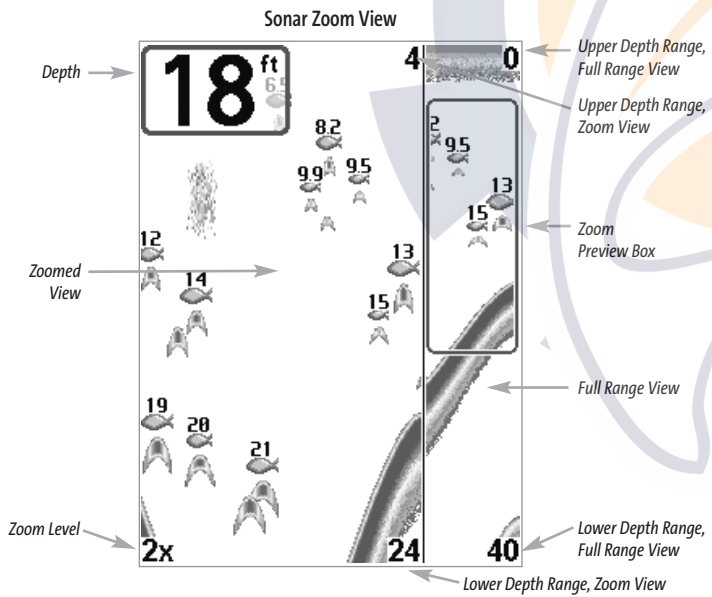 Sonar Zoom View
Depth
18 ft
6.5
4
0
Upper Depth Range,
Full Range View
Upper Depth Range,
Zoom View
8.2
9.9
9.5
2
9.5
13
15
Zoom
Preview Box
12
14
13
15
Zoomed
View
Full Range View
19
20
21
Zoom Level
2x
24
40
Lower Depth Range,
Full Range View
Lower Depth Range, Zoom View